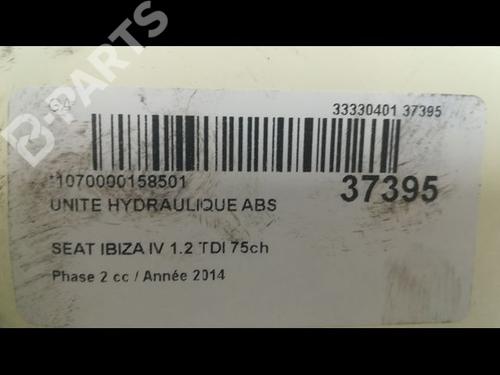 B-PARTS
G4
33330401 37395
*1070000158501
37395
UNITE HYDRAULIQUE ABS
SEAT IBIZA IV 1.2 TDI 75ch
Phase 2 cc / Année 2014